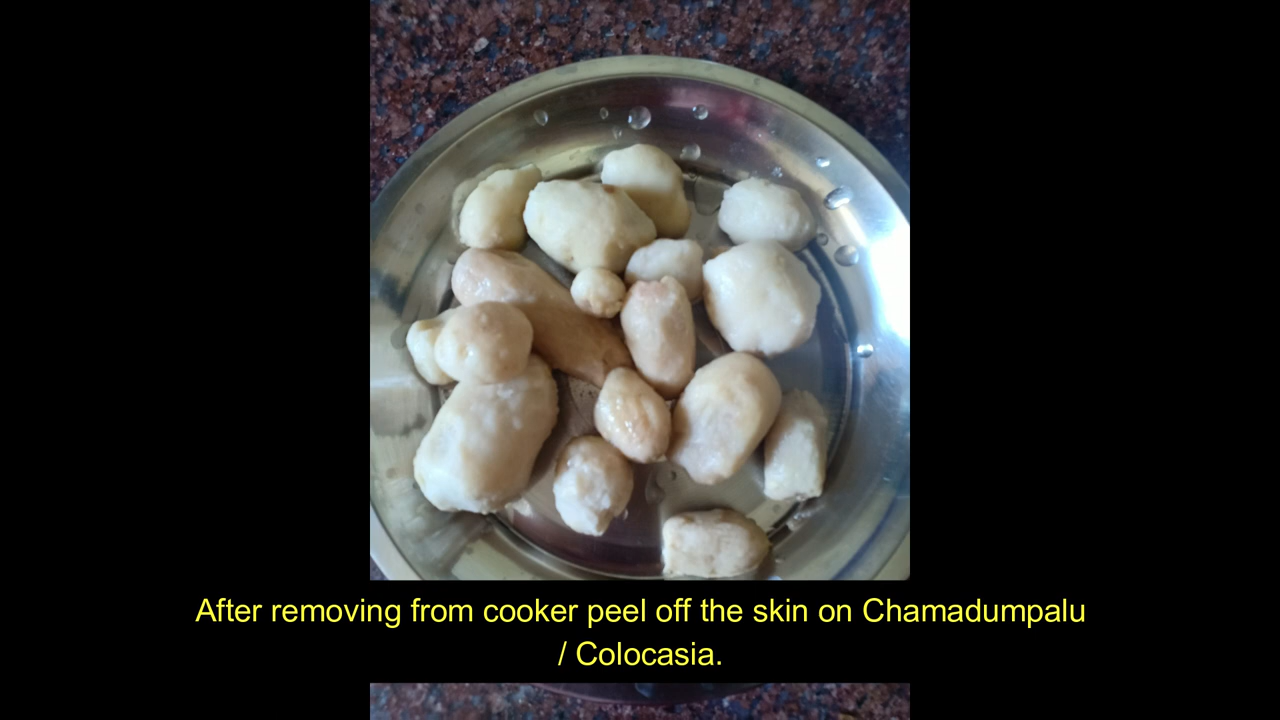 After removing from cooker peel off the skin on Chamadumpalu
/ Colocasia.